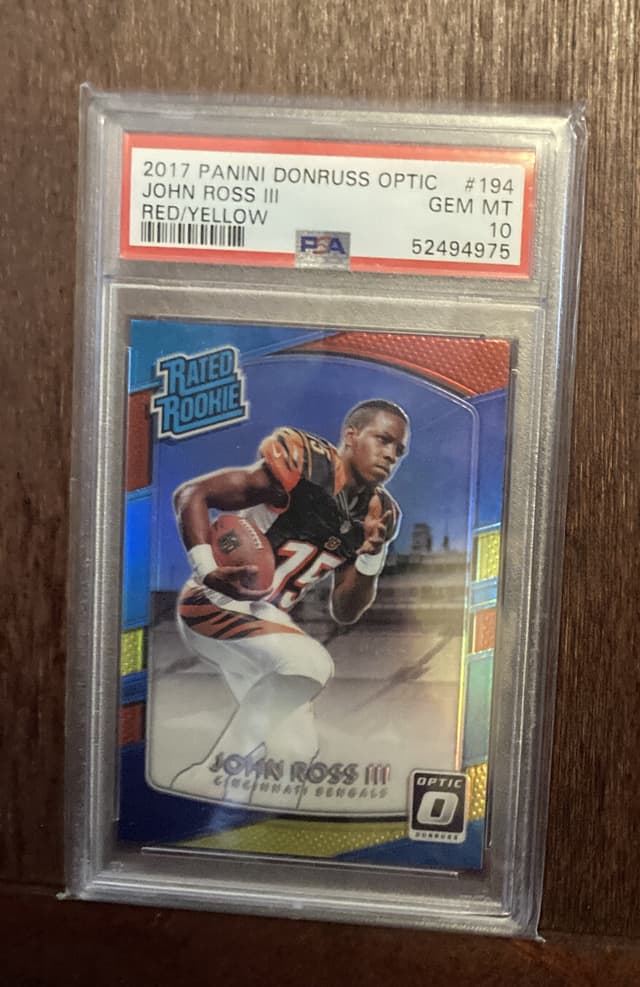 2017 PANINI DONRUSS OPTIC #194
JOHN ROSS III GEM MT
RED/YELLOW 10
PSA 52494975
RATED
ROOKIE
15
15
JOHN ROSS III
CINCINNATI BENGALS
OPTIC
DONRUSS